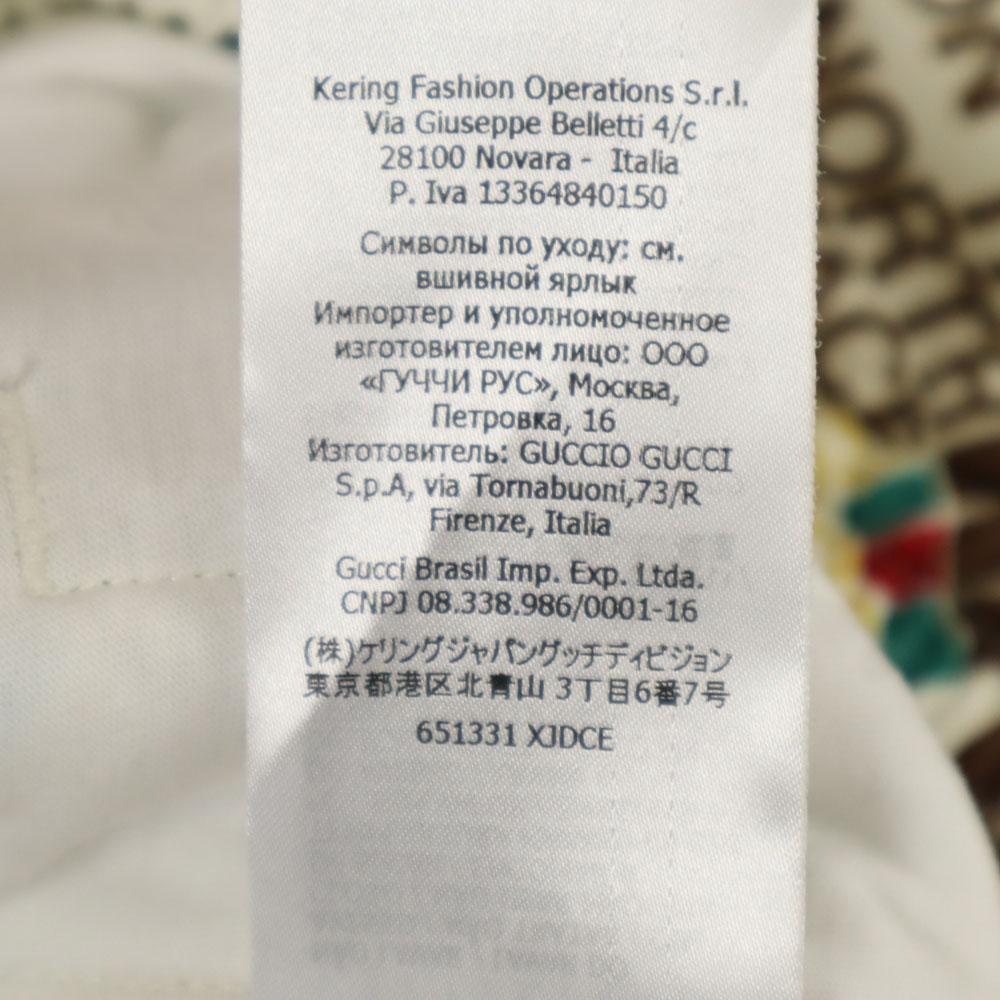 Kering Fashion Operations S.r.l.
Via Giuseppe Belletti 4/c
28100 Novara - Italia
P. Iva 13364840150
Символы по уходу: см.
вшивной ярлык
Импортер и уполномоченное
изготовителем лицо: ООО
«ГУЧЧИ РУС», Москва,
Петровка, 16
Изготовитель: GUCCIO GUCCI
S.p.A, via Tornabuoni,73/R
Firenze, Italia
Gucci Brasil Imp. Exp. Ltda.
CNPJ 08.338.986/0001-16
(株)ケリングジャパングッチディビジョン
東京都港区北青山 3丁目6番7号
651331 XJDCE